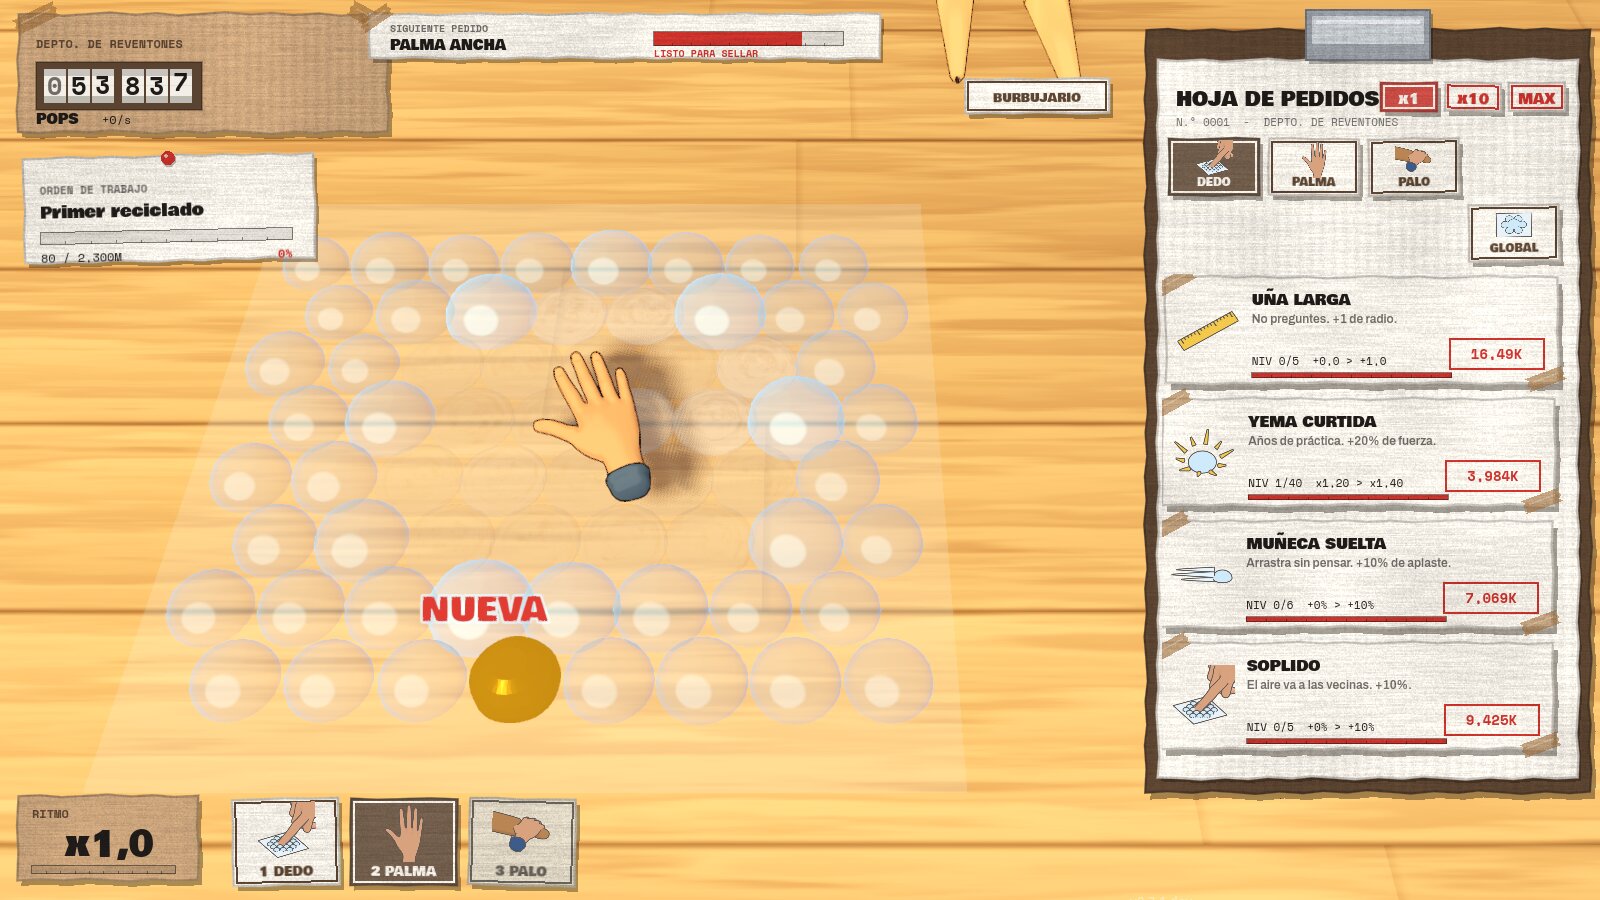 DEPTO. DE REVENTONES
053837
POPS +0/s
SIGUIENTE PEDIDO
PALMA ANCHA
LISTO PARA SELLAR
BURBUJARIO
ORDEN DE TRABAJO
Primer reciclado
80 / 2,300M 0%
NUEVA
RITMO
x1,0
1 DEDO
2 PALMA
3 PALO
HOJA DE PEDIDOS x1 x10 MAX
N.° 0001 - DEPTO. DE REVENTONES
DEDO
PALMA
PALO
GLOBAL
UÑA LARGA
No preguntes. +1 de radio.
NIV 0/5 +0,0 > +1,0
16,49K
YEMA CURTIDA
Años de práctica. +20% de fuerza.
NIV 1/40 x1,20 > x1,40
3,984K
MUÑECA SUELTA
Arrastra sin pensar. +10% de aplaste.
NIV 0/6 +0% > +10%
7,069K
SOPLIDO
El aire va a las vecinas. +10%.
NIV 0/5 +0% > +10%
9,425K